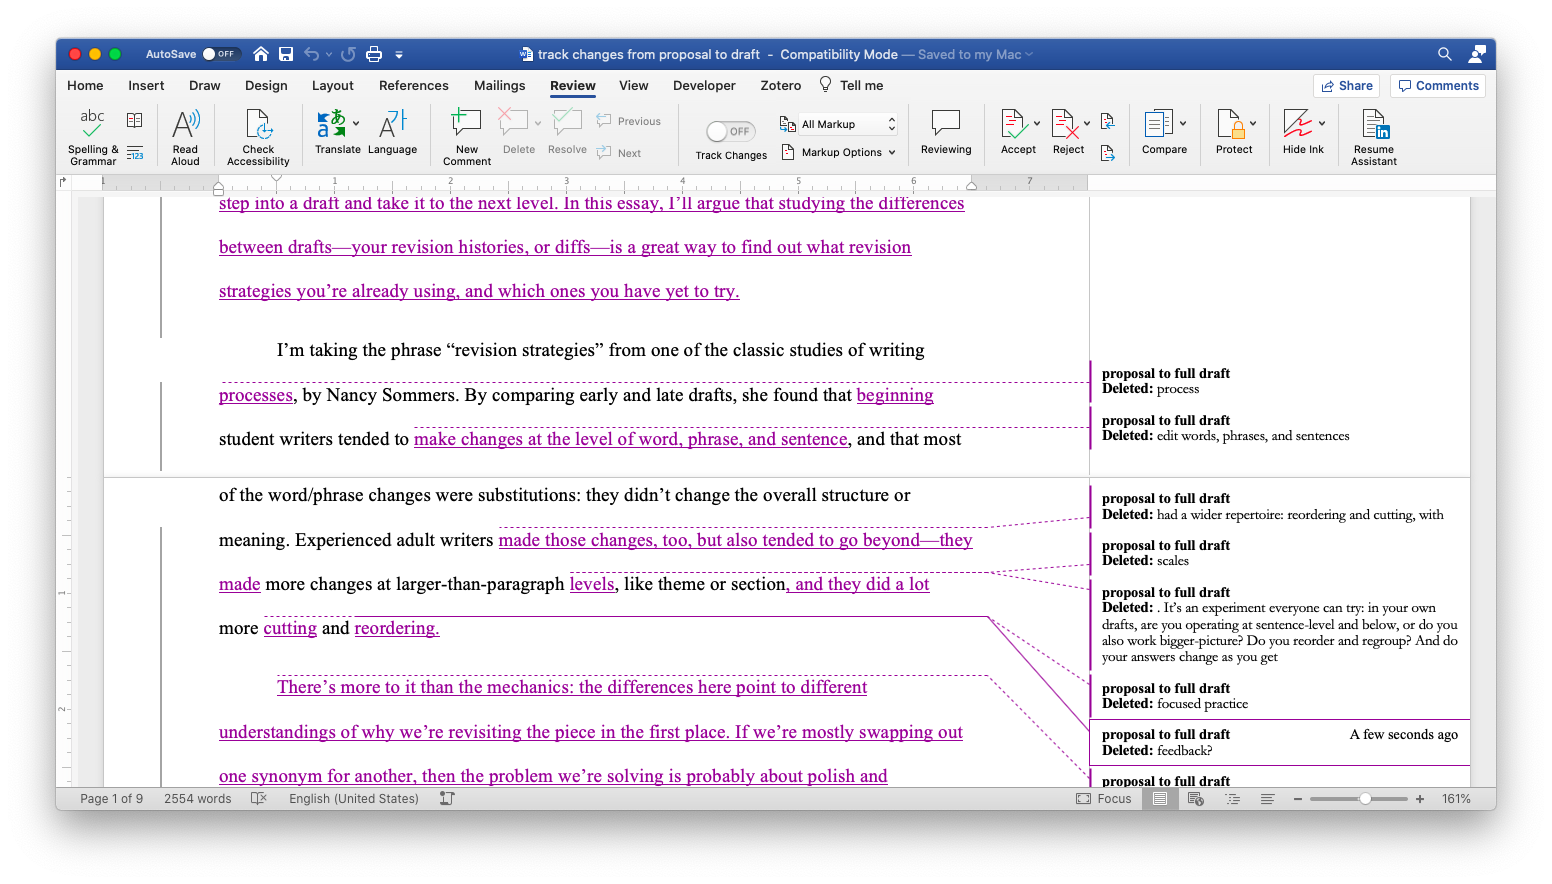 AutoSave OFF track changes from proposal to draft - Compatibility Mode — Saved to my Mac
Home Insert Draw Design Layout References Mailings Review View Developer Zotero Tell me Share Comments
abc
Spelling & Grammar
123
Read Aloud
Check Accessibility
Translate
Language
New Comment
Delete
Resolve
Previous
Next
OFF
Track Changes
All Markup
Markup Options
Reviewing
Accept
Reject
Compare
Protect
Hide Ink
Resume Assistant
1 1 2 3 4 5 6 7
step into a draft and take it to the next level. In this essay, I’ll argue that studying the differences
between drafts—your revision histories, or diffs—is a great way to find out what revision
strategies you’re already using, and which ones you have yet to try.
I’m taking the phrase “revision strategies” from one of the classic studies of writing
processes, by Nancy Sommers. By comparing early and late drafts, she found that beginning
student writers tended to make changes at the level of word, phrase, and sentence, and that most
of the word/phrase changes were substitutions: they didn’t change the overall structure or
meaning. Experienced adult writers made those changes, too, but also tended to go beyond—they
made more changes at larger-than-paragraph levels, like theme or section, and they did a lot
more cutting and reordering.
There’s more to it than the mechanics: the differences here point to different
understandings of why we’re revisiting the piece in the first place. If we’re mostly swapping out
one synonym for another, then the problem we’re solving is probably about polish and
proposal to full draft
Deleted: process
proposal to full draft
Deleted: edit words, phrases, and sentences
proposal to full draft
Deleted: had a wider repertoire: reordering and cutting, with
proposal to full draft
Deleted: scales
proposal to full draft
Deleted: . It’s an experiment everyone can try: in your own
drafts, are you operating at sentence-level and below, or do you
also work bigger-picture? Do you reorder and regroup? And do
your answers change as you get
proposal to full draft
Deleted: focused practice
proposal to full draft A few seconds ago
Deleted: feedback?
proposal to full draft
1
2
Page 1 of 9 2554 words English (United States) Focus 161%